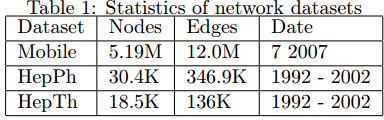 Table 1: Statistics of network datasets
Dataset Nodes Edges Date
Mobile 5.19M 12.0M 7 2007
HepPh 30.4K 346.9K 1992 - 2002
HepTh 18.5K 136K 1992 - 2002